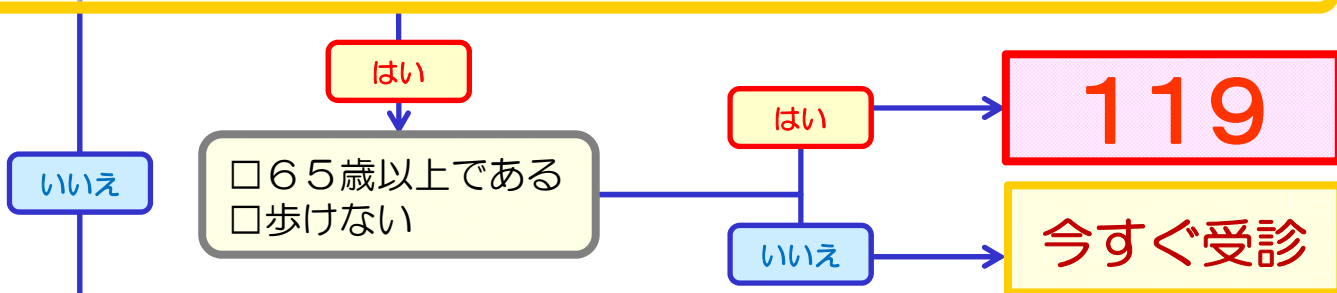 はい
はい
119
いいえ
□65歳以上である
□歩けない
いいえ
今すぐ受診